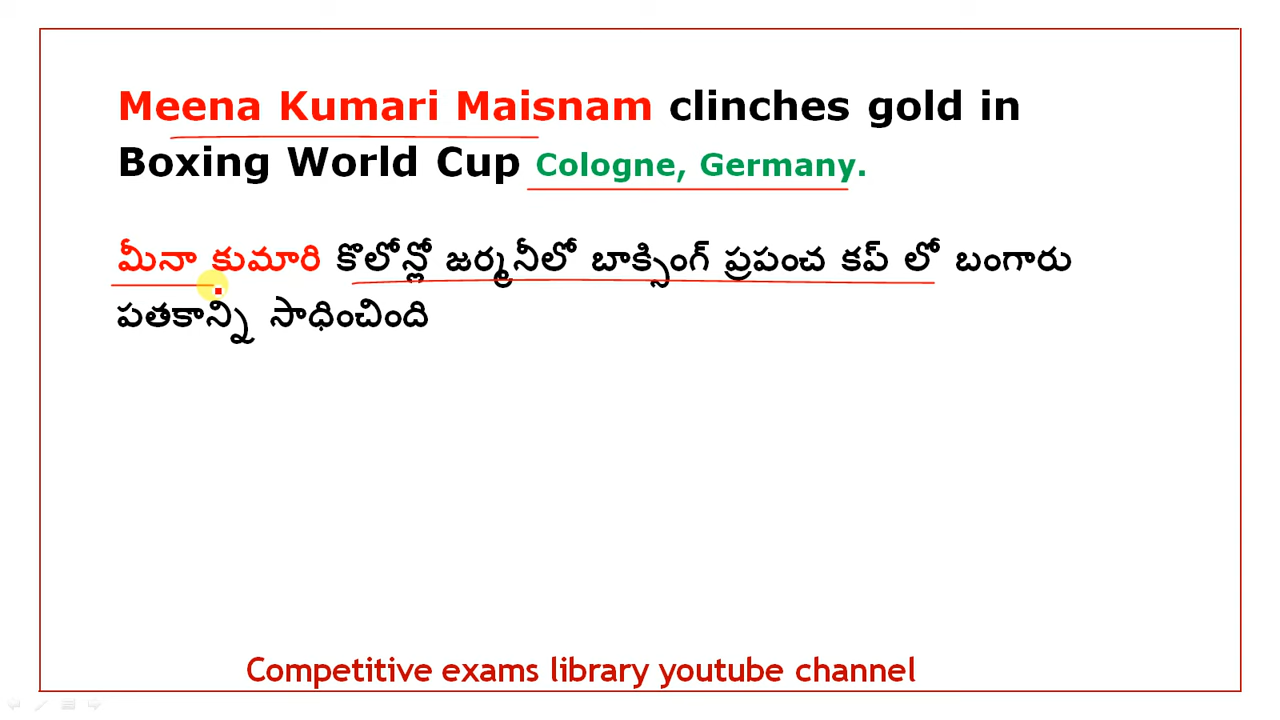 Meena Kumari Maisnam clinches gold in
Boxing World Cup Cologne, Germany.
మీనా కుమారి కొలోన్లో జర్మనీలో బాక్సింగ్ ప్రపంచ కప్ లో బంగారు
పతకాన్ని సాధించింది
Competitive exams library youtube channel